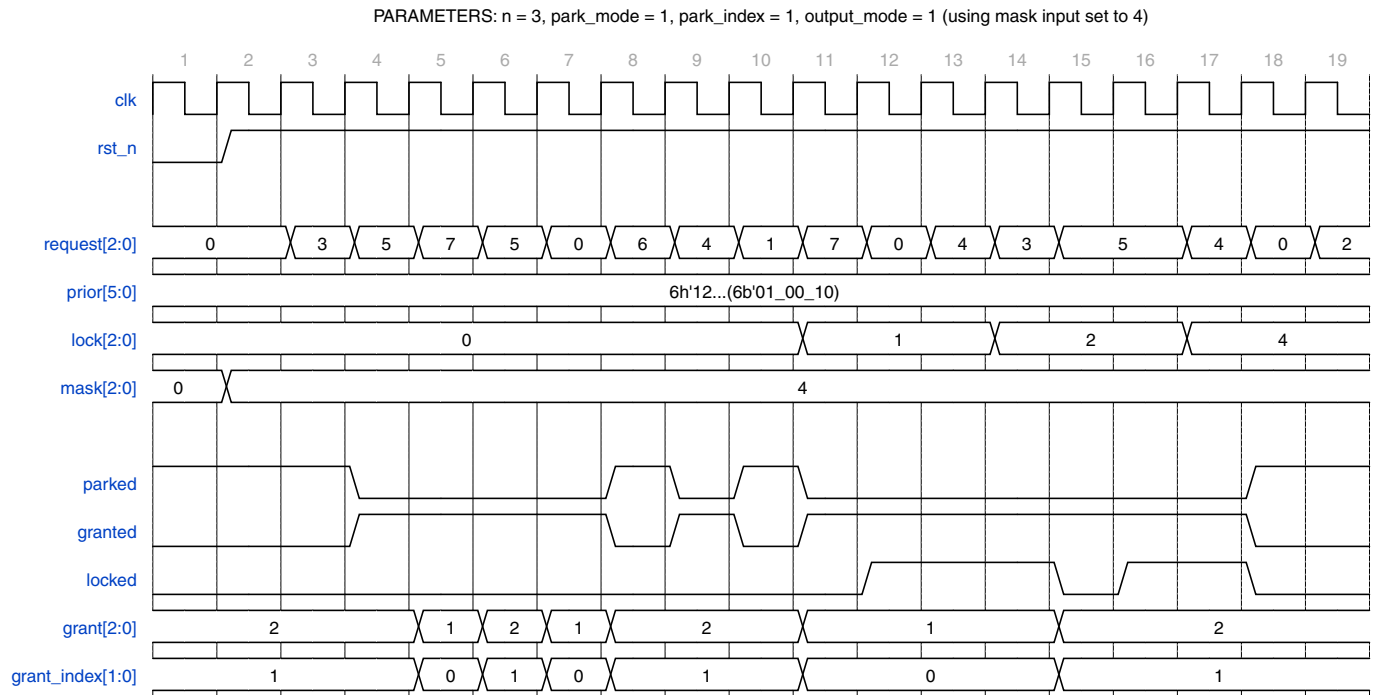 PARAMETERS: n = 3, park_mode = 1, park_index = 1, output_mode = 1 (using mask input set to 4)
1 2 3 4 5 6 7 8 9 10 11 12 13 14 15 16 17 18 19
clk
rst_n
request[2:0] 0 3 5 7 5 0 6 4 1 7 0 4 3 5 4 0 2
prior[5:0] 6h'12...(6b'01_00_10)
lock[2:0] 0 1 2 4
mask[2:0] 0 4
parked
granted
locked
grant[2:0] 2 1 2 1 2 1 2
grant_index[1:0] 1 0 1 0 1 0 1